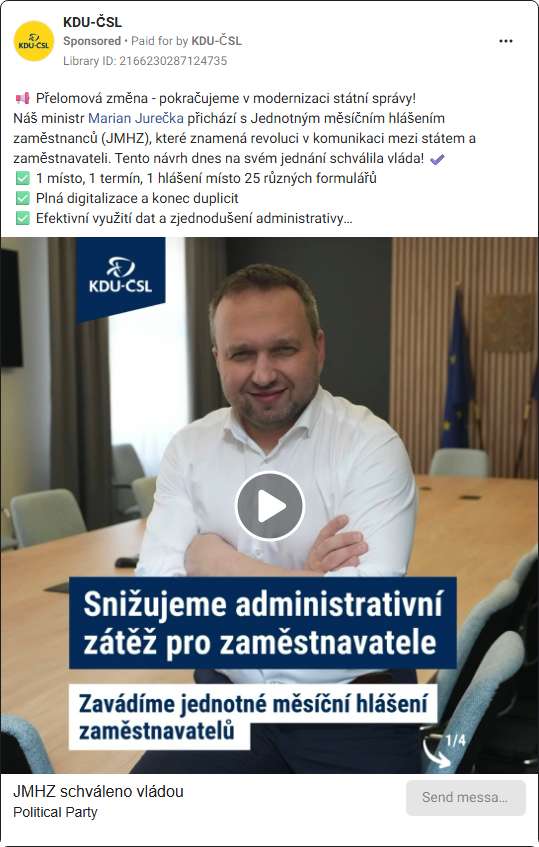 KDU-ČSL
KDU-ČSL
Sponsored • Paid for by KDU-ČSL
Library ID: 2166230287124735
📢 Přelomová změna - pokračujeme v modernizaci státní správy!
Náš ministr Marian Jurečka přichází s Jednotným měsíčním hlášením
zaměstnanců (JMHZ), které znamená revoluci v komunikaci mezi státem a
zaměstnavateli. Tento návrh dnes na svém jednání schválila vláda! ✔️
✅ 1 místo, 1 termín, 1 hlášení místo 25 různých formulářů
✅ Plná digitalizace a konec duplicit
✅ Efektivní využití dat a zjednodušení administrativy…
KDU-ČSL
Snižujeme administrativní
zátěž pro zaměstnavatele
Zavádíme jednotné měsíční hlášení
zaměstnavatelů
1/4
JMHZ schváleno vládou
Political Party
Send messa...